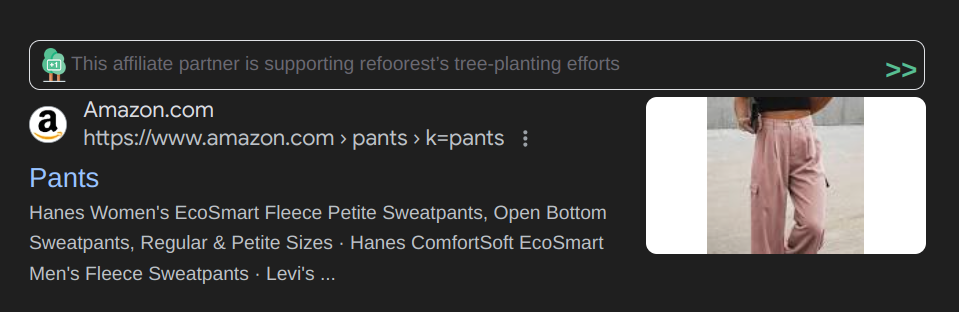 +1 This affiliate partner is supporting refoorest's tree-planting efforts >>
a Amazon.com
https://www.amazon.com › pants › k=pants
Pants
Hanes Women's EcoSmart Fleece Petite Sweatpants, Open Bottom
Sweatpants, Regular & Petite Sizes · Hanes ComfortSoft EcoSmart
Men's Fleece Sweatpants · Levi's ...